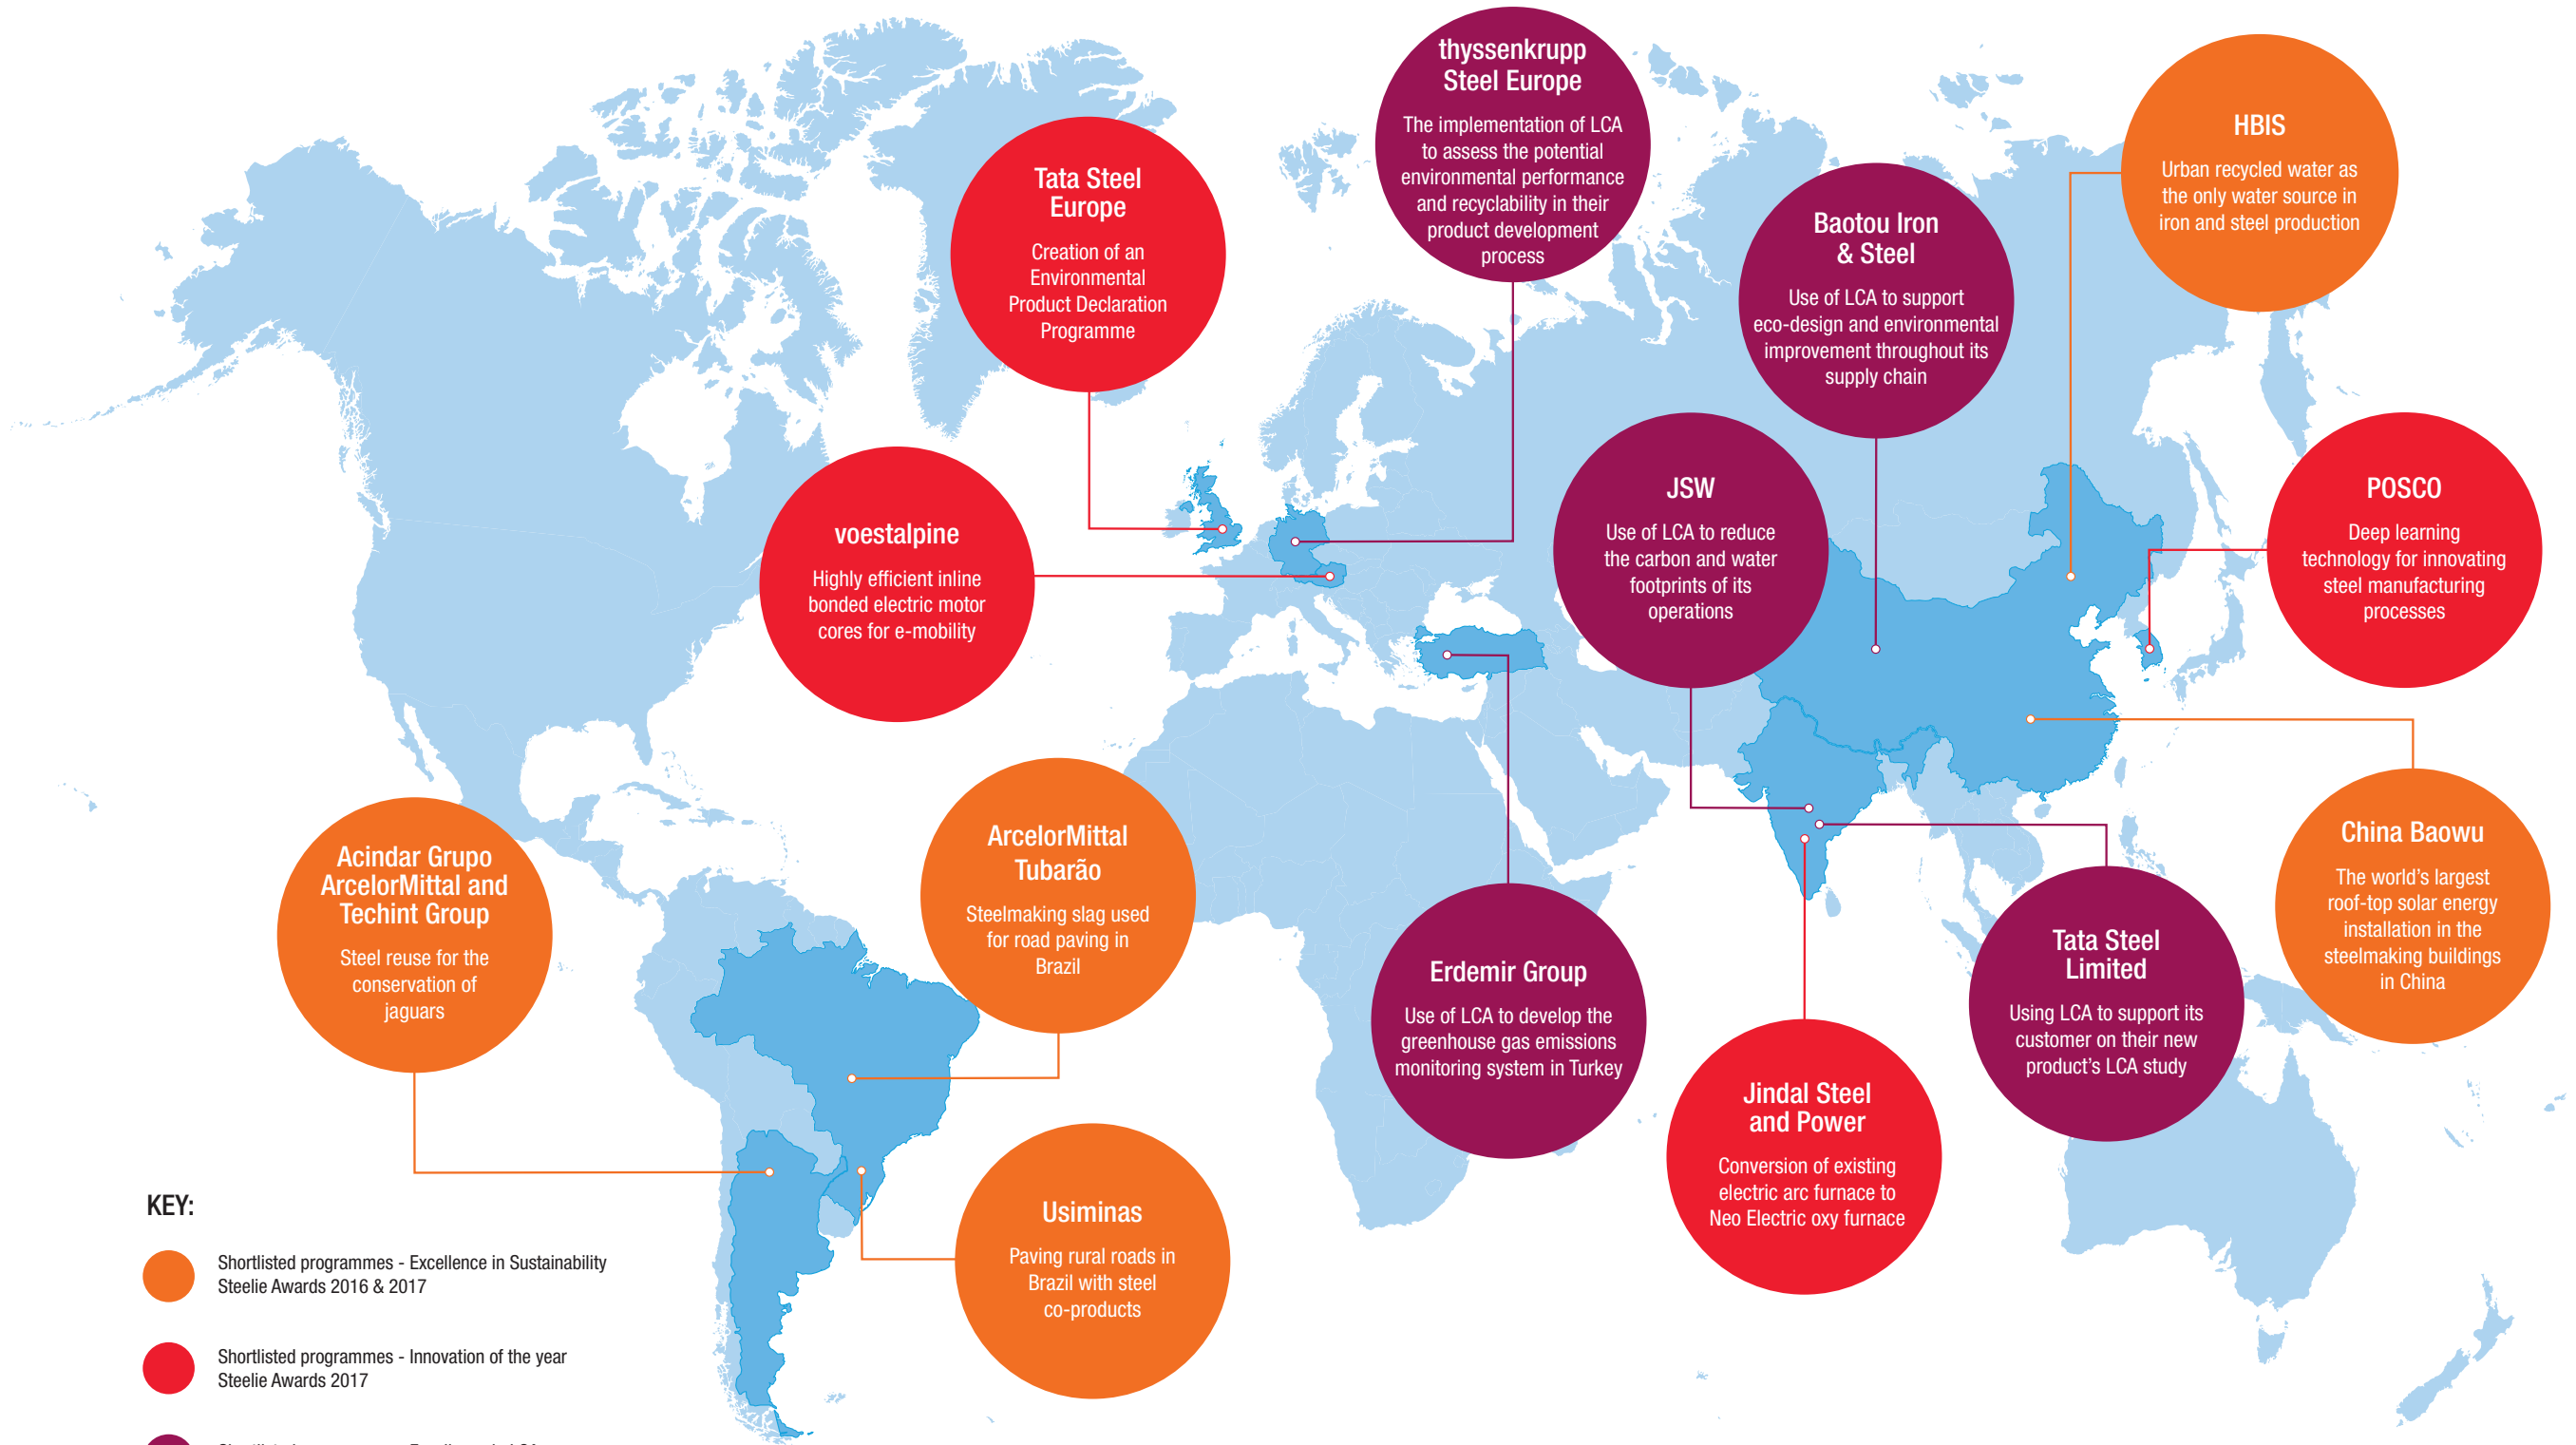 thyssenkrupp
Steel Europe
The implementation of LCA
to assess the potential
environmental performance
and recyclability in their
product development
process
HBIS
Urban recycled water as
the only water source in
iron and steel production
Tata Steel
Europe
Creation of an
Environmental
Product Declaration
Programme
Baotou Iron
& Steel
Use of LCA to support
eco-design and environmental
improvement throughout its
supply chain
voestalpine
Highly efficient inline
bonded electric motor
cores for e-mobility
JSW
Use of LCA to reduce
the carbon and water
footprints of its
operations
POSCO
Deep learning
technology for innovating
steel manufacturing
processes
Acindar Grupo
ArcelorMittal and
Techint Group
Steel reuse for the
conservation of
jaguars
ArcelorMittal
Tubarão
Steelmaking slag used
for road paving in
Brazil
Erdemir Group
Use of LCA to develop the
greenhouse gas emissions
monitoring system in Turkey
Tata Steel
Limited
Using LCA to support its
customer on their new
product's LCA study
China Baowu
The world's largest
roof-top solar energy
installation in the
steelmaking buildings
in China
Usiminas
Paving rural roads in
Brazil with steel
co-products
Jindal Steel
and Power
Conversion of existing
electric arc furnace to
Neo Electric oxy furnace
KEY:
Shortlisted programmes - Excellence in Sustainability
Steelie Awards 2016 & 2017
Shortlisted programmes - Innovation of the year
Steelie Awards 2017